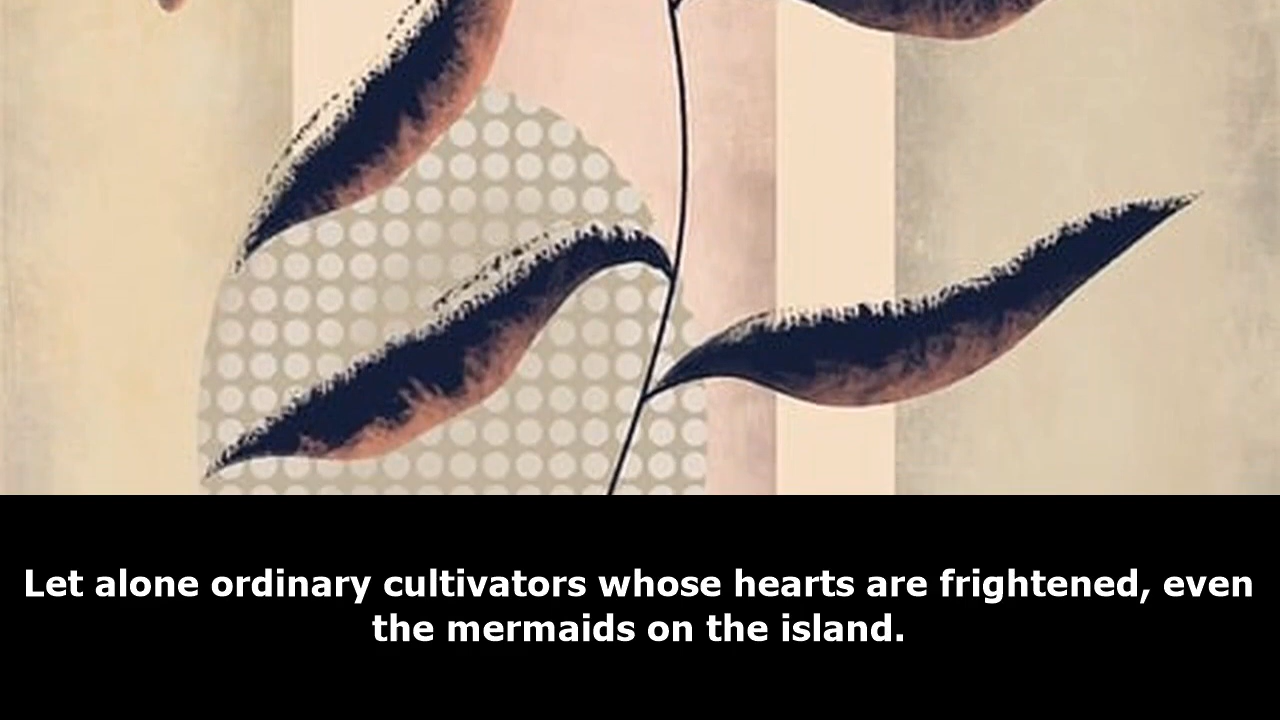 Let alone ordinary cultivators whose hearts are frightened, even
the mermaids on the island.